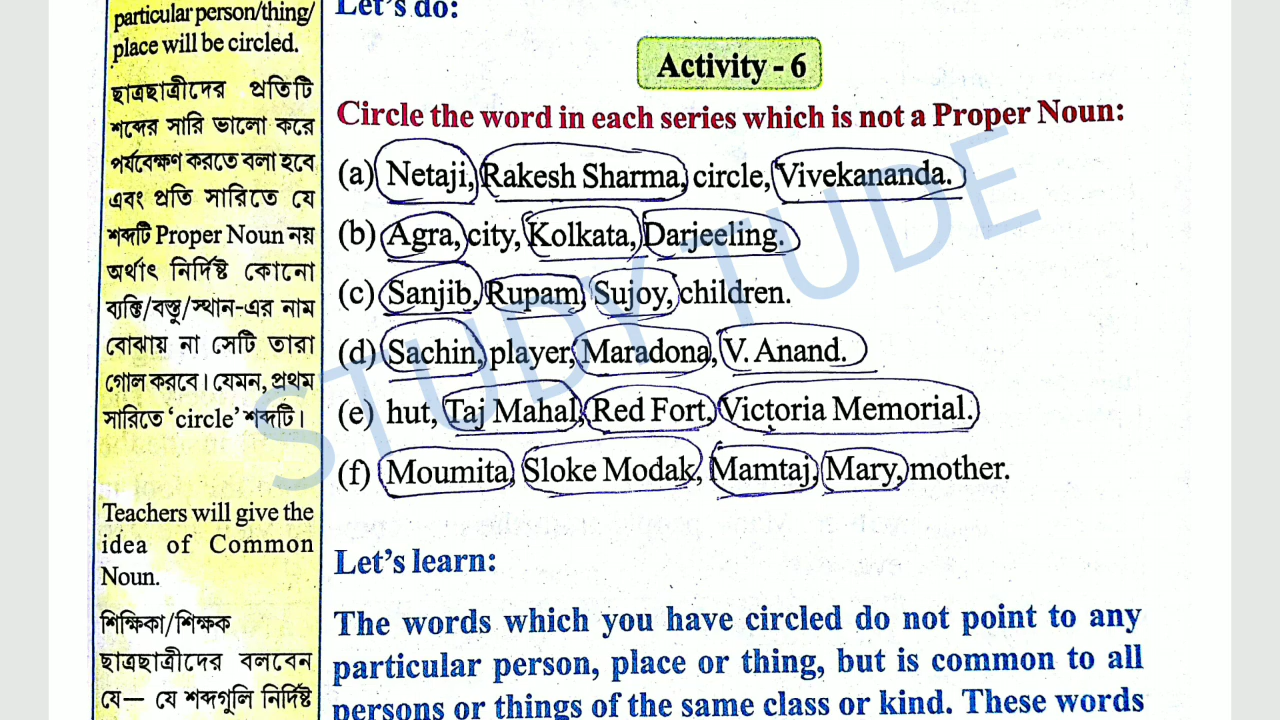 particular person/thing/
place will be circled.
ছাত্রছাত্রীদের প্রতিটি
শব্দের সারি ভালো করে
পর্যবেক্ষণ করতে বলা হবে
এবং প্রতি সারিতে যে
শব্দটি Proper Noun নয়
অর্থাৎ নির্দিষ্ট কোনো
ব্যক্তি/বস্তু/স্থান-এর নাম
বোঝায় না সেটি তারা
গোল করবে। যেমন, প্রথম
সারিতে ‘circle’ শব্দটি।
Teachers will give the
idea of Common
Noun.
শিক্ষিকা/শিক্ষক
ছাত্রছাত্রীদের বলবেন
যে— যে শব্দগুলি নির্দিষ্ট
Let's do:
Activity - 6
Circle the word in each series which is not a Proper Noun:
(a) Netaji, Rakesh Sharma, circle, Vivekananda.
(b) Agra, city, Kolkata, Darjeeling.
(c) Sanjib, Rupam, Sujoy, children.
(d) Sachin, player, Maradona, V. Anand.
(e) hut, Taj Mahal, Red Fort, Victoria Memorial.
(f) Moumita, Sloke Modak, Mamtaj, Mary, mother.
Let's learn:
The words which you have circled do not point to any
particular person, place or thing, but is common to all
persons or things of the same class or kind. These words
STUDY TUDE